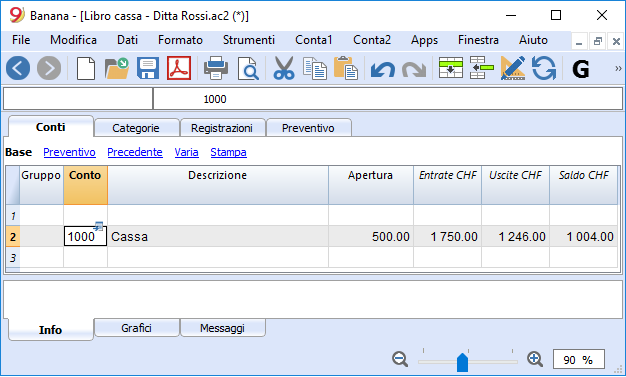 Banana - [Libro cassa - Ditta Rossi.ac2 (*)]
File Modifica Dati Formato Strumenti Conta1 Conta2 Apps Finestra Aiuto
G »
1000
Conti Categorie Registrazioni Preventivo
Base Preventivo Precedente Varia Stampa
Gruppo Conto Descrizione Apertura Entrate CHF Uscite CHF Saldo CHF
1
2 1000 Cassa 500.00 1 750.00 1 246.00 1 004.00
3
Info Grafici Messaggi
90 %